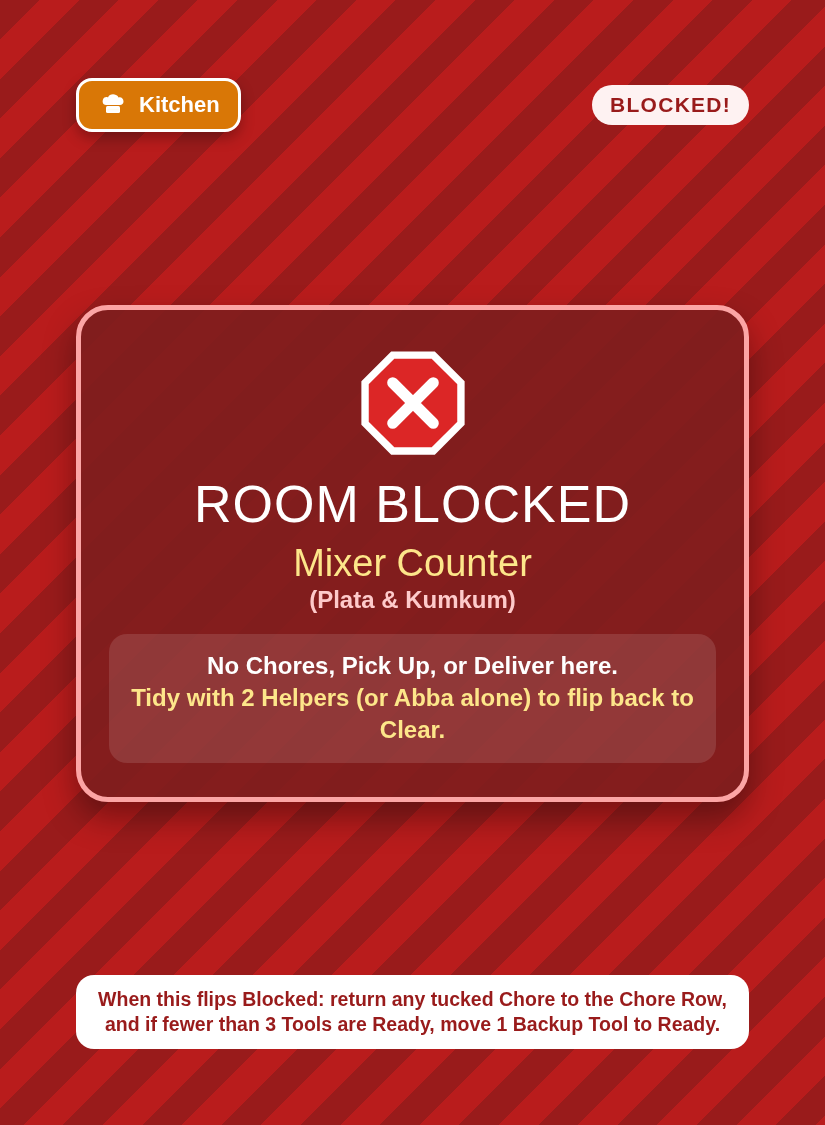 Kitchen
BLOCKED!
ROOM BLOCKED
Mixer Counter
(Plata & Kumkum)
No Chores, Pick Up, or Deliver here.
Tidy with 2 Helpers (or Abba alone) to flip back to
Clear.
When this flips Blocked: return any tucked Chore to the Chore Row,
and if fewer than 3 Tools are Ready, move 1 Backup Tool to Ready.